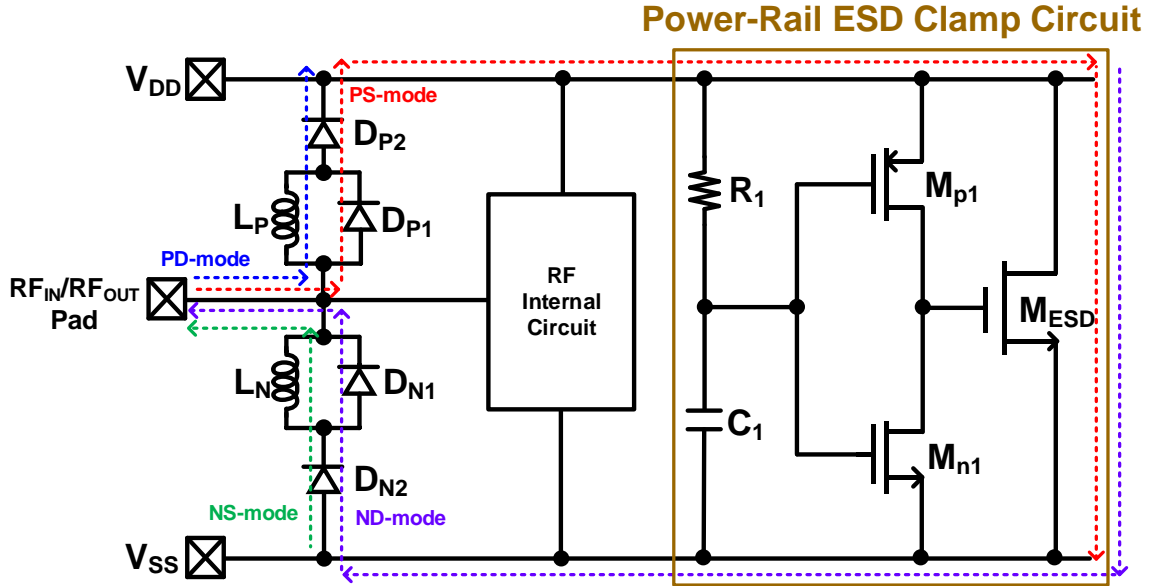 Power-Rail ESD Clamp Circuit
VDD
PS-mode
DP2
LP
DP1
PD-mode
RFIN/RFOUT
Pad
RF
Internal
Circuit
R1
Mp1
MESD
LN
DN1
C1
Mn1
DN2
NS-mode
ND-mode
VSS